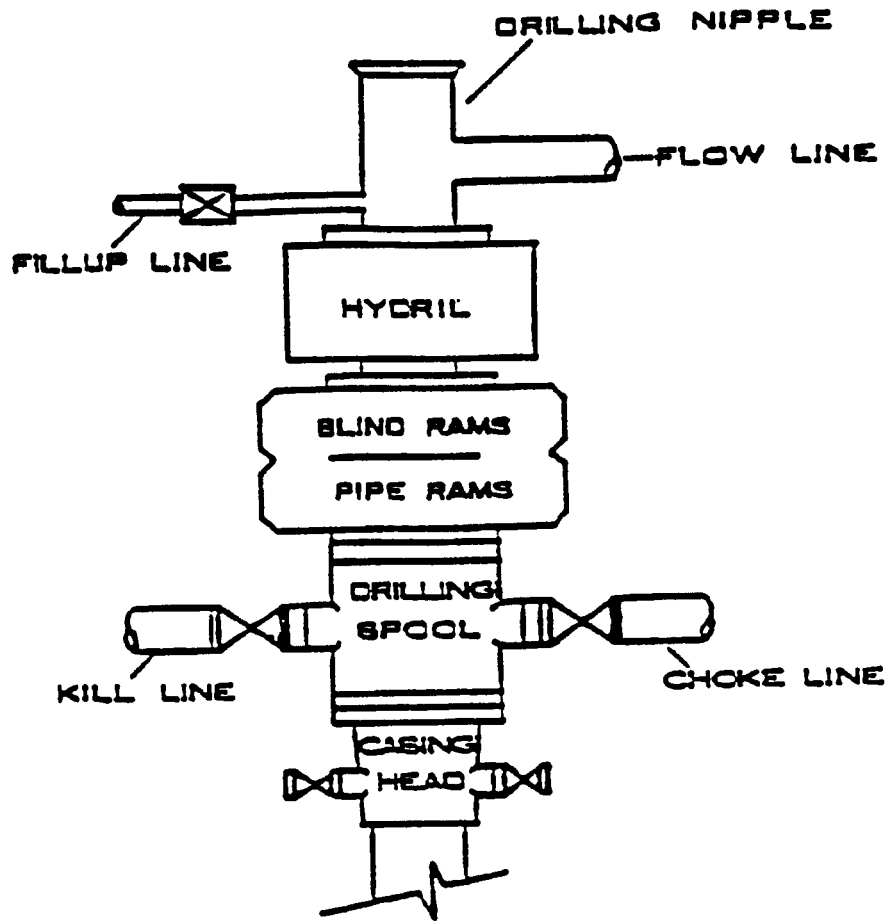 DRILLING NIPPLE
FLOW LINE
FILLUP LINE
HYDRIL
BLIND RAMS
PIPE RAMS
DRILLING
SPOOL
KILL LINE
CHOKE LINE
CASING
HEAD